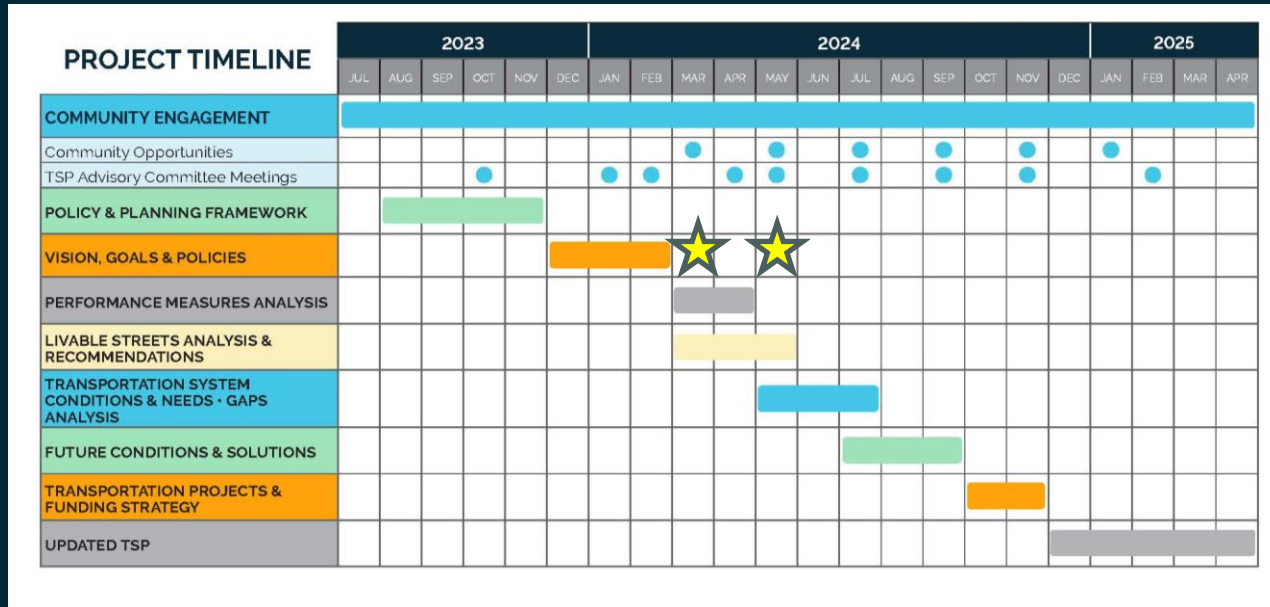 PROJECT TIMELINE
2023 2024 2025
JUL AUG SEP OCT NOV DEC JAN FEB MAR APR MAY JUN JUL AUG SEP OCT NOV DEC JAN FEB MAR APR
COMMUNITY ENGAGEMENT
Community Opportunities
TSP Advisory Committee Meetings
POLICY & PLANNING FRAMEWORK
VISION, GOALS & POLICIES
PERFORMANCE MEASURES ANALYSIS
LIVABLE STREETS ANALYSIS &
RECOMMENDATIONS
TRANSPORTATION SYSTEM
CONDITIONS & NEEDS • GAPS
ANALYSIS
FUTURE CONDITIONS & SOLUTIONS
TRANSPORTATION PROJECTS &
FUNDING STRATEGY
UPDATED TSP